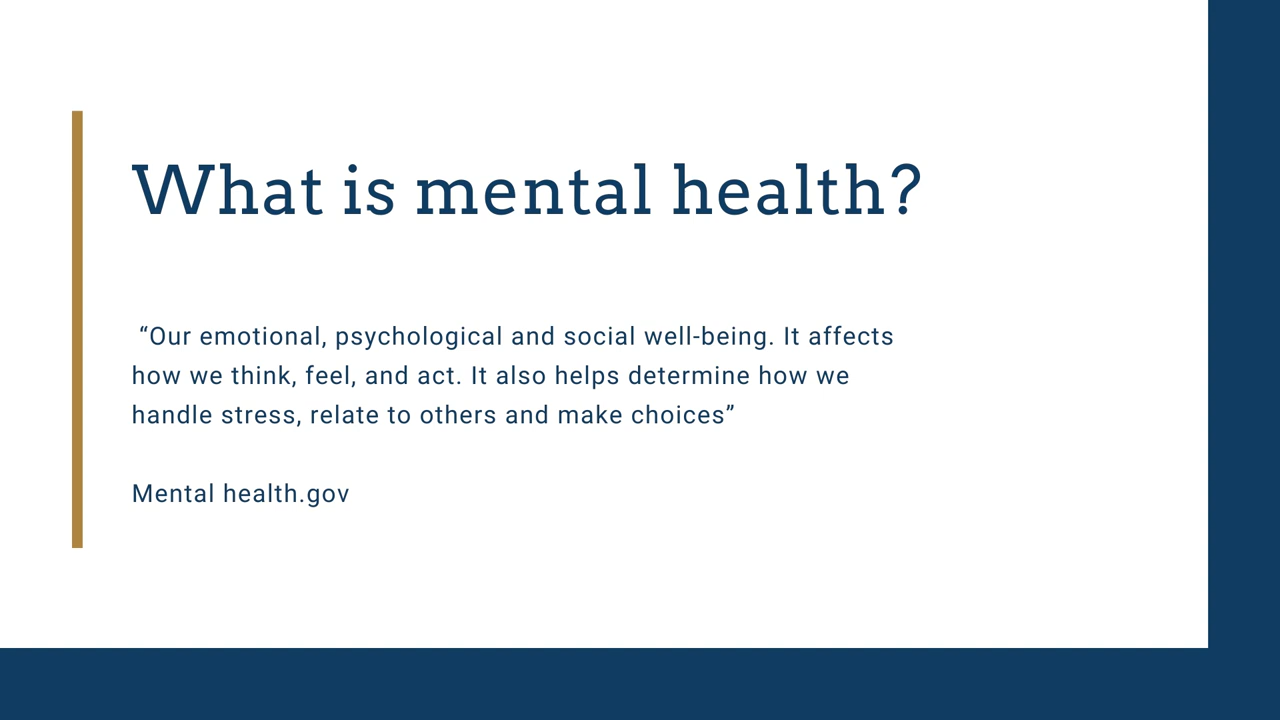 What is mental health?
“Our emotional, psychological and social well-being. It affects
how we think, feel, and act. It also helps determine how we
handle stress, relate to others and make choices”
Mental health.gov